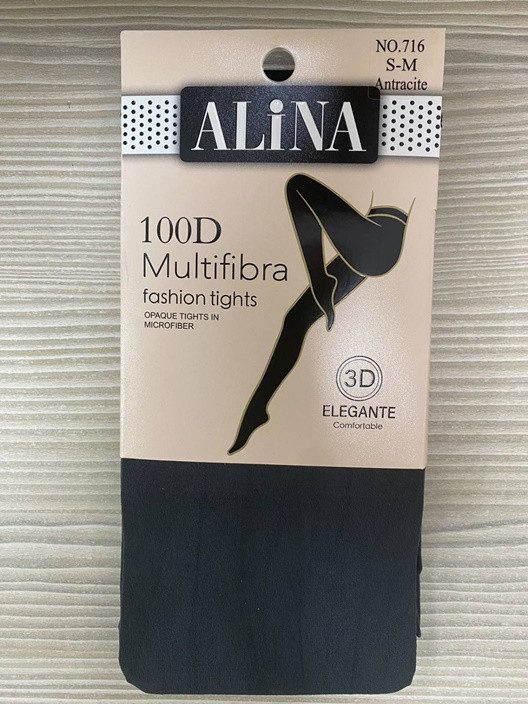 NO.716
S-M
Antracite
ALiNA
100D
Multifibra
fashion tights
OPAQUE TIGHTS IN
MICROFIBER
3D
ELEGANTE
Comfortable